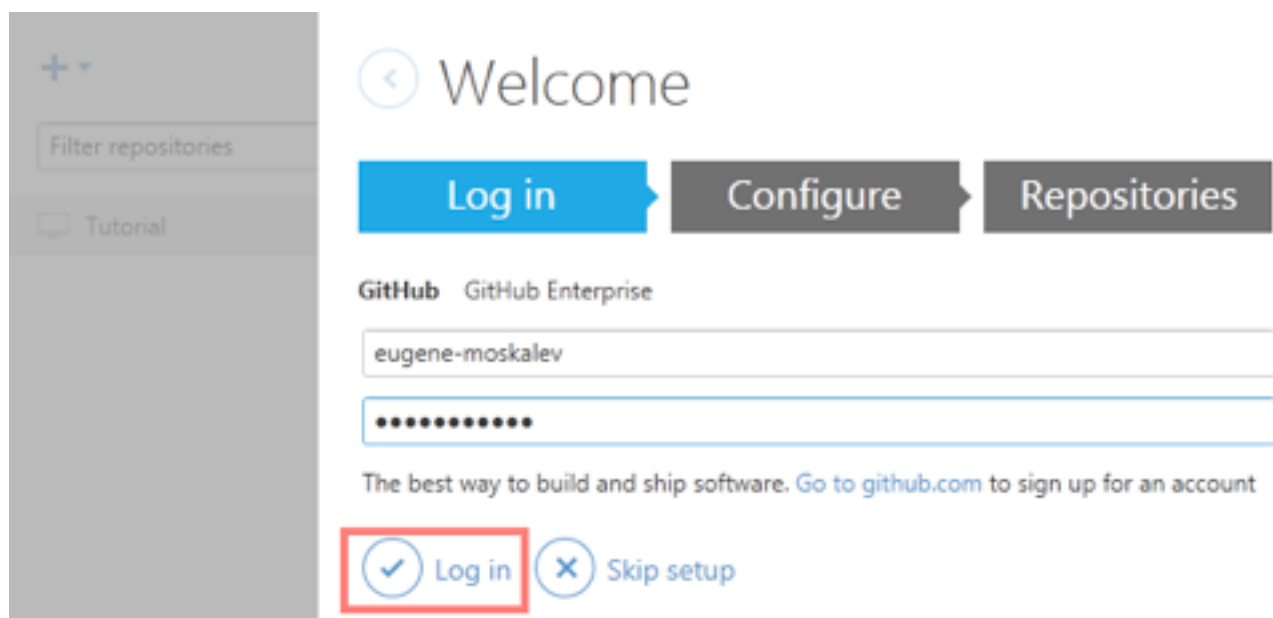 Welcome
Filter repositories
Log in Configure Repositories
Tutorial
GitHub GitHub Enterprise
eugene-moskalev
•••••••••••
The best way to build and ship software. Go to github.com to sign up for an account
Log in Skip setup